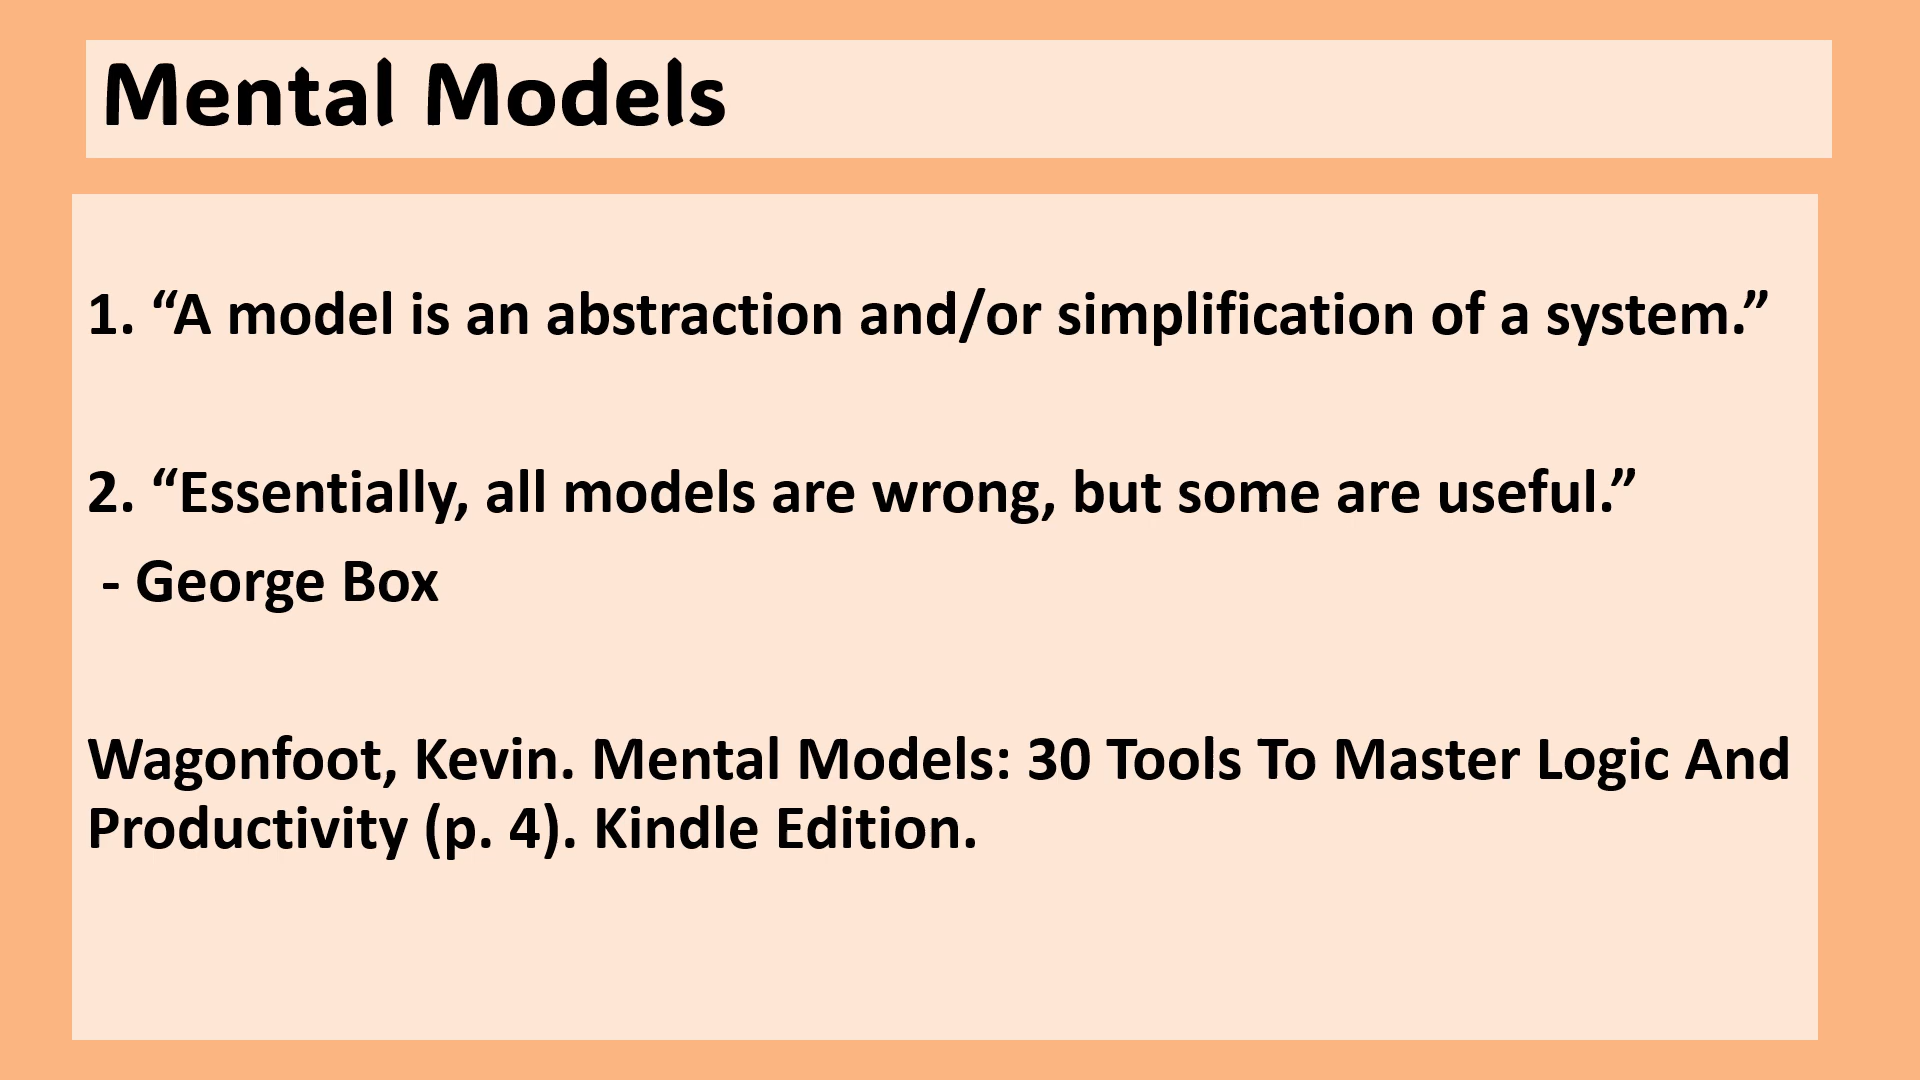 Mental Models
1. “A model is an abstraction and/or simplification of a system.”
2. “Essentially, all models are wrong, but some are useful.”
- George Box
Wagonfoot, Kevin. Mental Models: 30 Tools To Master Logic And
Productivity (p. 4). Kindle Edition.